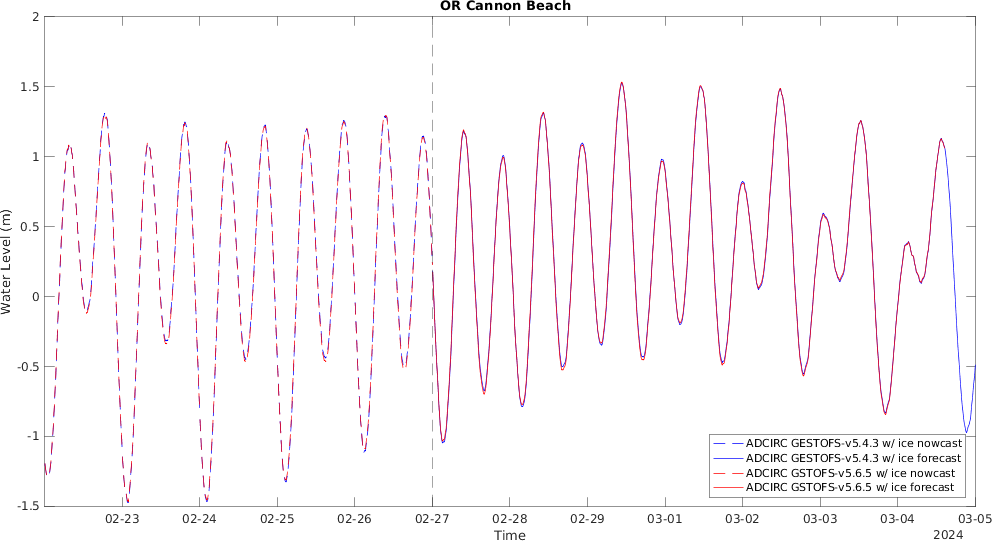 OR Cannon Beach
2
1.5
1
0.5
0
-0.5
-1
-1.5
Water Level (m)
02-23 02-24 02-25 02-26 02-27 02-28 02-29 03-01 03-02 03-03 03-04 03-05
Time
2024
ADCIRC GESTOFS-v5.4.3 w/ ice nowcast
ADCIRC GESTOFS-v5.4.3 w/ ice forecast
ADCIRC GSTOFS-v5.6.5 w/ ice nowcast
ADCIRC GSTOFS-v5.6.5 w/ ice forecast